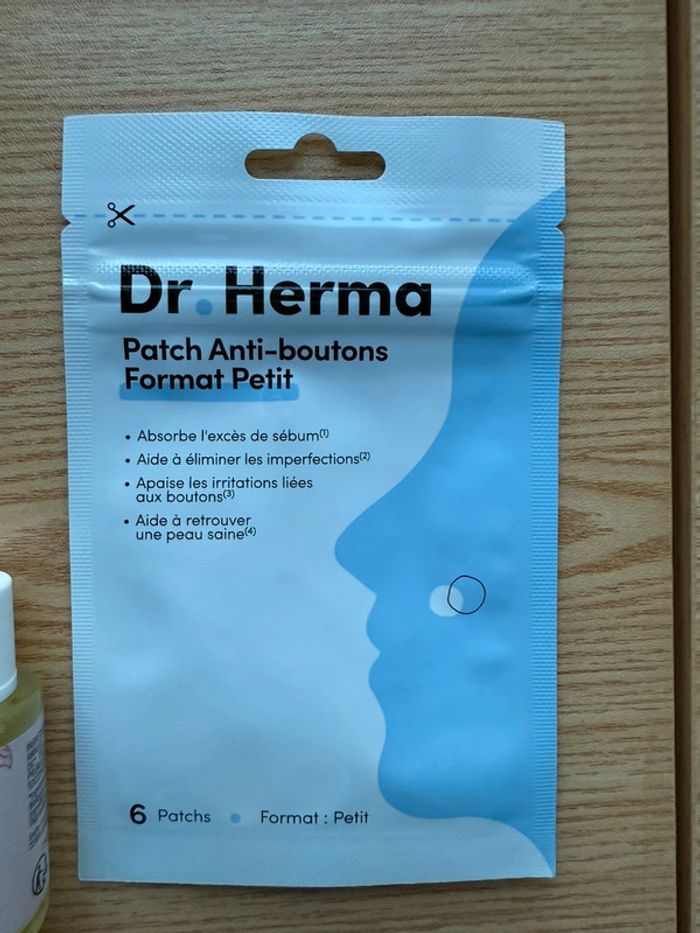 Dr. Herma
Patch Anti-boutons
Format Petit
• Absorbe l'excès de sébum(1)
• Aide à éliminer les imperfections(2)
• Apaise les irritations liées
aux boutons(3)
• Aide à retrouver
une peau saine(4)
6 Patchs • Format : Petit